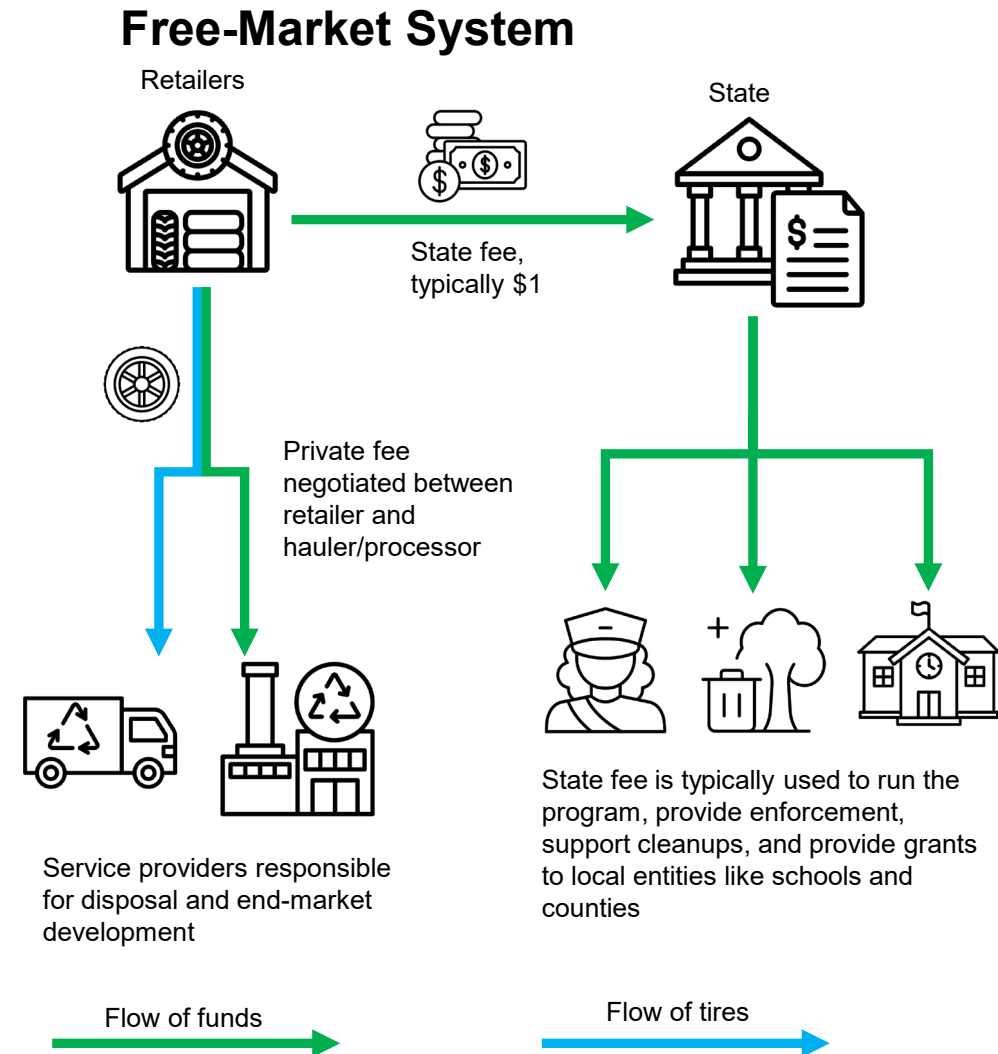 Free-Market System
Retailers
State
$
$
$
State fee,
typically $1
Private fee
negotiated between
retailer and
hauler/processor
State fee is typically used to run the
program, provide enforcement,
support cleanups, and provide grants
to local entities like schools and
counties
Service providers responsible
for disposal and end-market
development
Flow of funds
Flow of tires